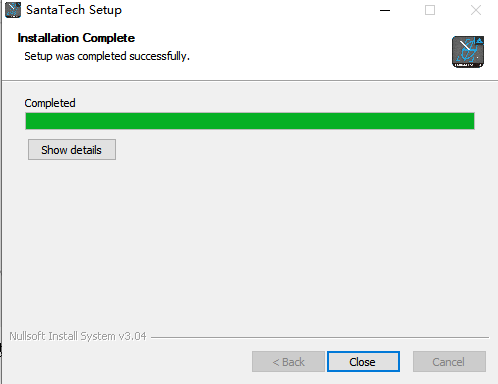 SantaTech Setup
Installation Complete
Setup was completed successfully.
Completed
Show details
Nullsoft Install System v3.04
< Back
Close
Cancel